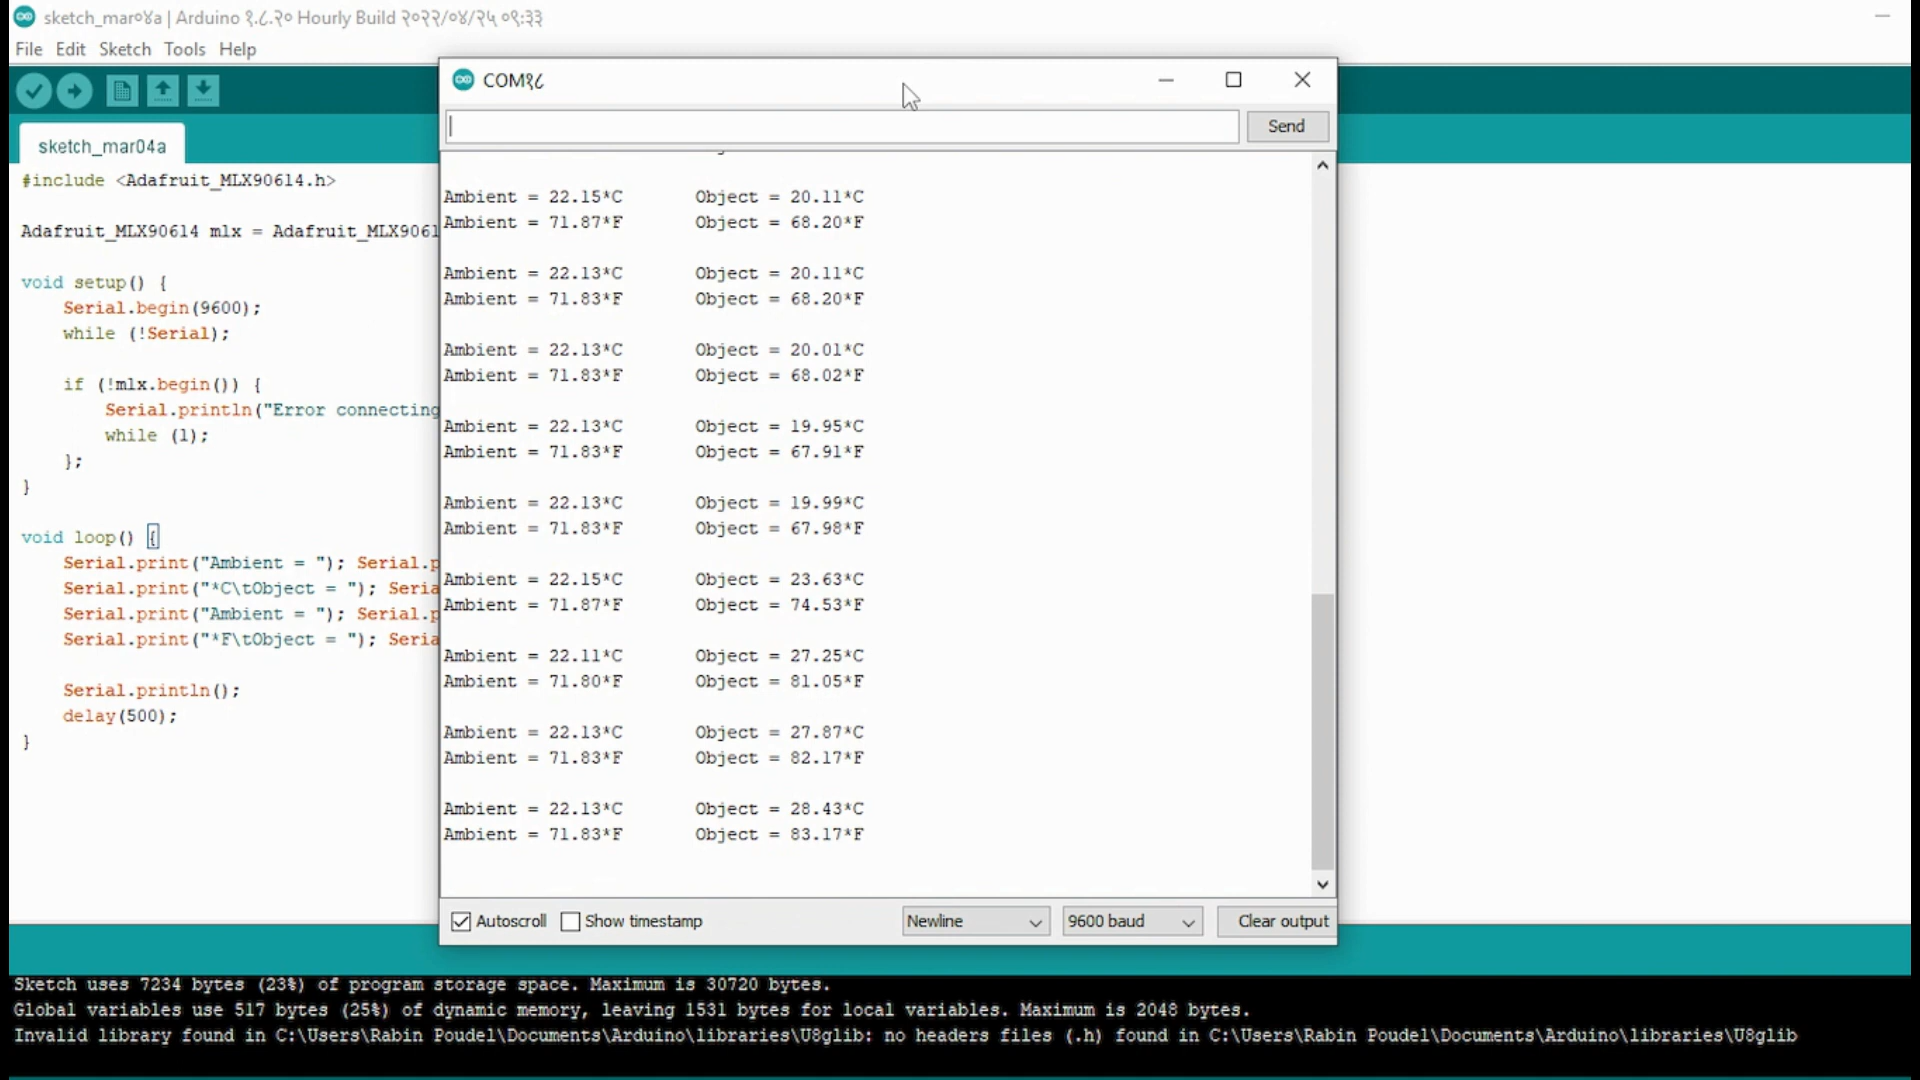 sketch_mar०४a | Arduino १.८.२० Hourly Build २०२२/०४/२५ ०९:३३
File Edit Sketch Tools Help
COM१८
Send
sketch_mar04a
#include <Adafruit_MLX90614.h>
Adafruit_MLX90614 mlx = Adafruit_MLX9061
void setup() {
Serial.begin(9600);
while (!Serial);
if (!mlx.begin()) {
Serial.println("Error connecting
while (1);
};
}
void loop() {
Serial.print("Ambient = "); Serial.p
Serial.print("*C\tObject = "); Seria
Serial.print("Ambient = "); Serial.p
Serial.print("*F\tObject = "); Seria
Serial.println();
delay(500);
}
Ambient = 22.15*C Object = 20.11*C
Ambient = 71.87*F Object = 68.20*F
Ambient = 22.13*C Object = 20.11*C
Ambient = 71.83*F Object = 68.20*F
Ambient = 22.13*C Object = 20.01*C
Ambient = 71.83*F Object = 68.02*F
Ambient = 22.13*C Object = 19.95*C
Ambient = 71.83*F Object = 67.91*F
Ambient = 22.13*C Object = 19.99*C
Ambient = 71.83*F Object = 67.98*F
Ambient = 22.15*C Object = 23.63*C
Ambient = 71.87*F Object = 74.53*F
Ambient = 22.11*C Object = 27.25*C
Ambient = 71.80*F Object = 81.05*F
Ambient = 22.13*C Object = 27.87*C
Ambient = 71.83*F Object = 82.17*F
Ambient = 22.13*C Object = 28.43*C
Ambient = 71.83*F Object = 83.17*F
Autoscroll Show timestamp Newline 9600 baud Clear output
Sketch uses 7234 bytes (23%) of program storage space. Maximum is 30720 bytes.
Global variables use 517 bytes (25%) of dynamic memory, leaving 1531 bytes for local variables. Maximum is 2048 bytes.
Invalid library found in C:\Users\Rabin Poudel\Documents\Arduino\libraries\U8glib: no headers files (.h) found in C:\Users\Rabin Poudel\Documents\Arduino\libraries\U8glib